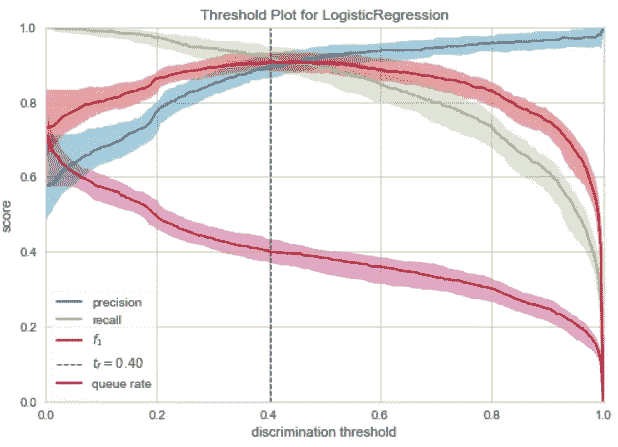 Threshold Plot for LogisticRegression
1.0
0.8
0.6
0.4
0.2
0.0
score
precision
recall
f₁
tᵣ = 0.40
queue rate
0.0 0.2 0.4 0.6 0.8 1.0
discrimination threshold